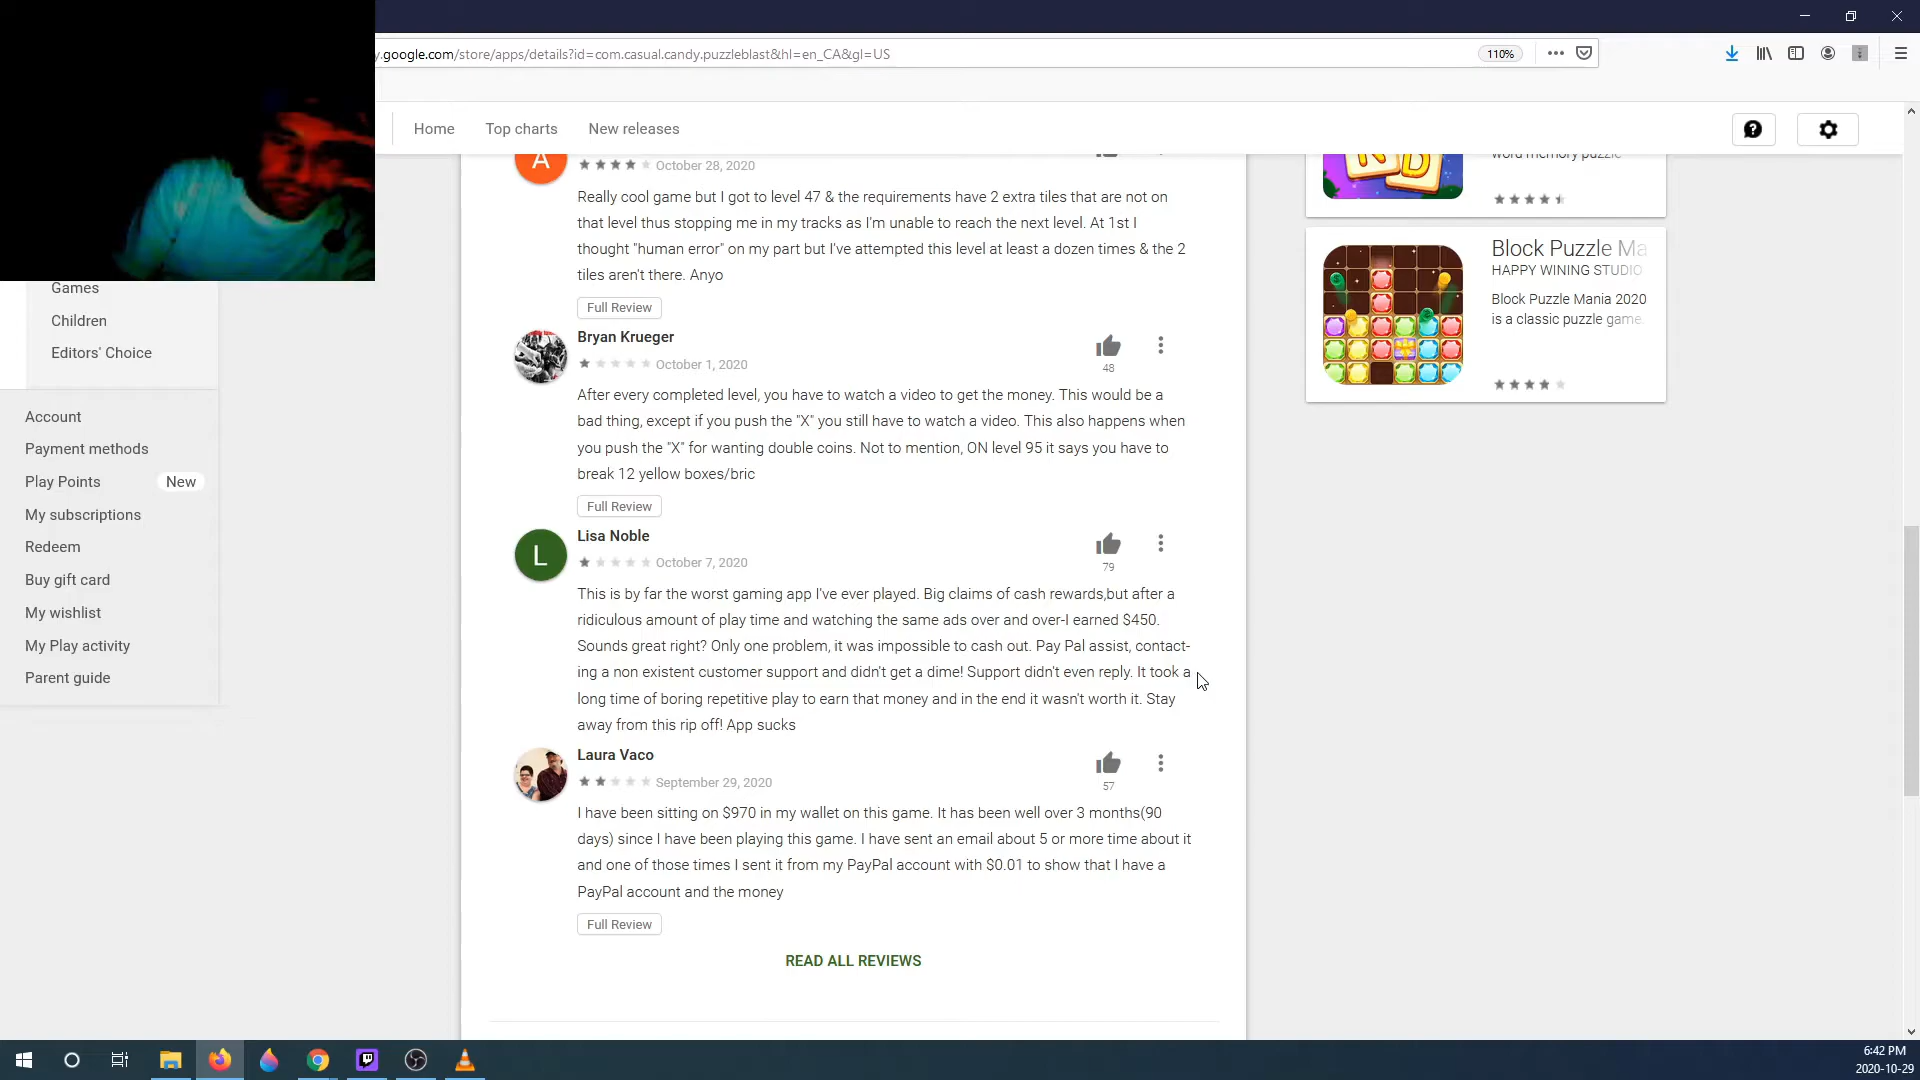 .google.com/store/apps/details?id=com.casual.candy.puzzleblast&hl=en_CA&gl=US
110%
Home
Top charts
New releases
Games
Children
Editors' Choice
Account
Payment methods
Play Points
New
My subscriptions
Redeem
Buy gift card
My wishlist
My Play activity
Parent guide
A
October 28, 2020
Really cool game but I got to level 47 & the requirements have 2 extra tiles that are not on
that level thus stopping me in my tracks as I'm unable to reach the next level. At 1st I
thought "human error" on my part but I've attempted this level at least a dozen times & the 2
tiles aren't there. Anyo
Full Review
Bryan Krueger
October 1, 2020
48
After every completed level, you have to watch a video to get the money. This would be a
bad thing, except if you push the "X" you still have to watch a video. This also happens when
you push the "X" for wanting double coins. Not to mention, ON level 95 it says you have to
break 12 yellow boxes/bric
Full Review
L
Lisa Noble
October 7, 2020
79
This is by far the worst gaming app I've ever played. Big claims of cash rewards,but after a
ridiculous amount of play time and watching the same ads over and over-I earned $450.
Sounds great right? Only one problem, it was impossible to cash out. Pay Pal assist, contact-
ing a non existent customer support and didn't get a dime! Support didn't even reply. It took a
long time of boring repetitive play to earn that money and in the end it wasn't worth it. Stay
away from this rip off! App sucks
Laura Vaco
September 29, 2020
57
I have been sitting on $970 in my wallet on this game. It has been well over 3 months(90
days) since I have been playing this game. I have sent an email about 5 or more time about it
and one of those times I sent it from my PayPal account with $0.01 to show that I have a
PayPal account and the money
Full Review
READ ALL REVIEWS
word memory puzzle
Block Puzzle Ma
HAPPY WINING STUDIO
Block Puzzle Mania 2020
is a classic puzzle game.
6:42 PM
2020-10-29